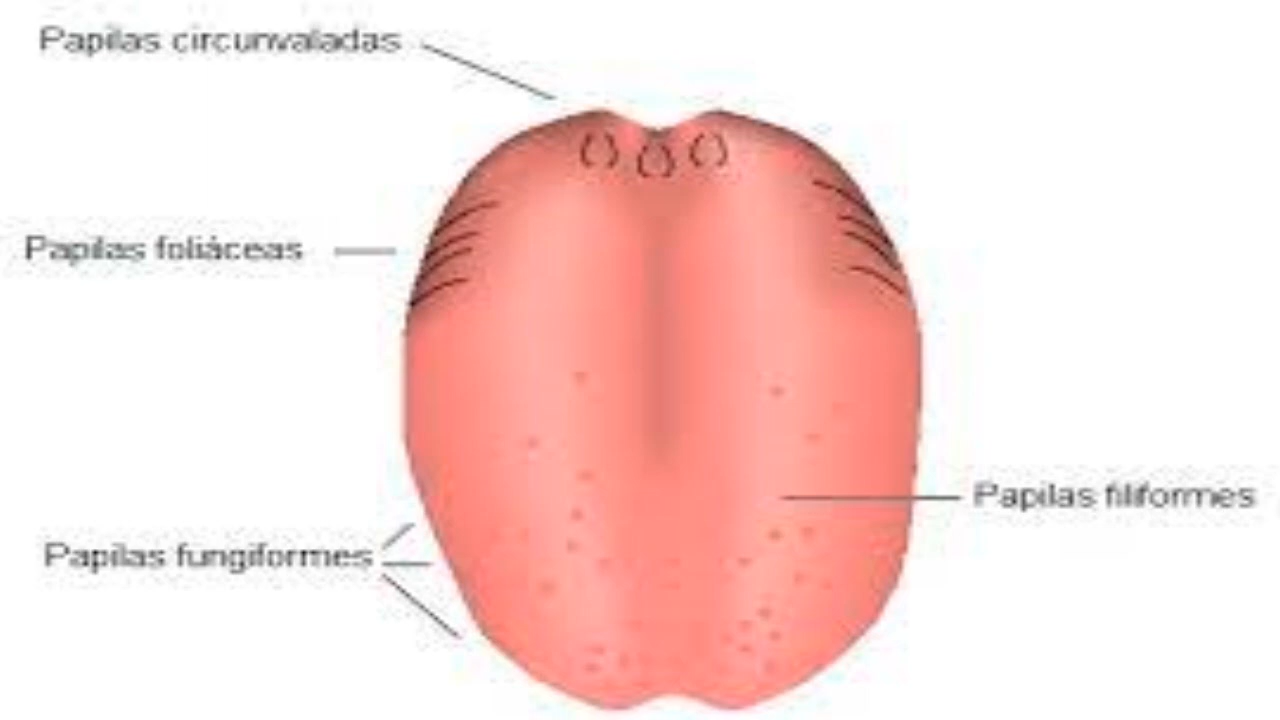 Papilas circunvaladas
Papilas foliáceas
Papilas filiformes
Papilas fungiformes